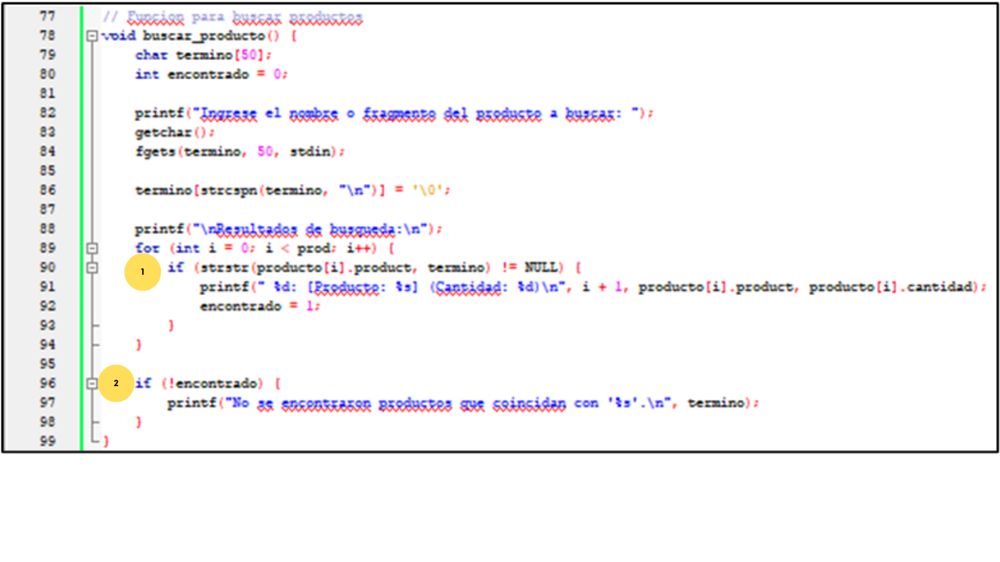 77 // Funcion para buscar productos
78 void buscar_producto() {
79 char termino[50];
80 int encontrado = 0;
81
82 printf("Ingrese el nombre o fragmento del producto a buscar: ");
83 getchar();
84 fgets(termino, 50, stdin);
85
86 termino[strcspn(termino, "\n")] = '\0';
87
88 printf("\nResultados de busqueda:\n");
89 for (int i = 0; i < prod; i++) {
1
90 if (strstr(producto[i].product, termino) != NULL) {
91 printf(" %d: [Producto: %s] (Cantidad: %d)\n", i + 1, producto[i].product, producto[i].cantidad);
92 encontrado = 1;
93 }
94 }
95
2
96 if (!encontrado) {
97 printf("No se encontraron productos que coincidan con '%s'.\n", termino);
98 }
99 }